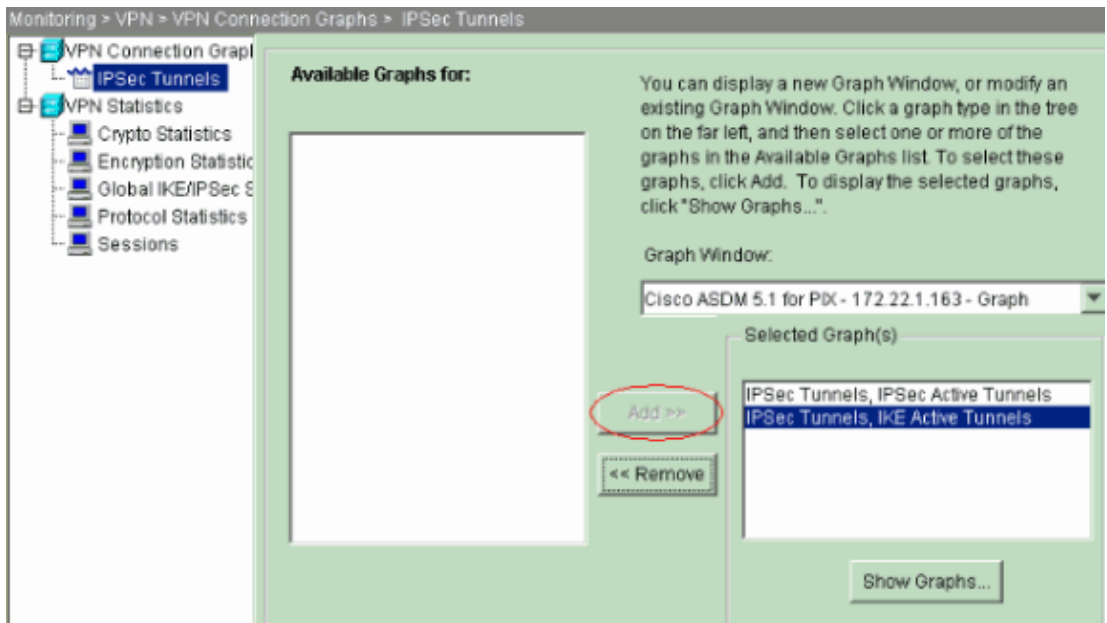 Monitoring > VPN > VPN Connection Graphs > IPSec Tunnels
VPN Connection Grap
IPSec Tunnels
VPN Statistics
Crypto Statistics
Encryption Statistic
Global IKE/IPSec S
Protocol Statistics
Sessions
Available Graphs for:
You can display a new Graph Window, or modify an
existing Graph Window. Click a graph type in the tree
on the far left, and then select one or more of the
graphs in the Available Graphs list. To select these
graphs, click Add. To display the selected graphs,
click "Show Graphs...".
Graph Window:
Cisco ASDM 5.1 for PIX - 172.22.1.163 - Graph
Add >>
<< Remove
Selected Graph(s)
IPSec Tunnels, IPSec Active Tunnels
IPSec Tunnels, IKE Active Tunnels
Show Graphs...